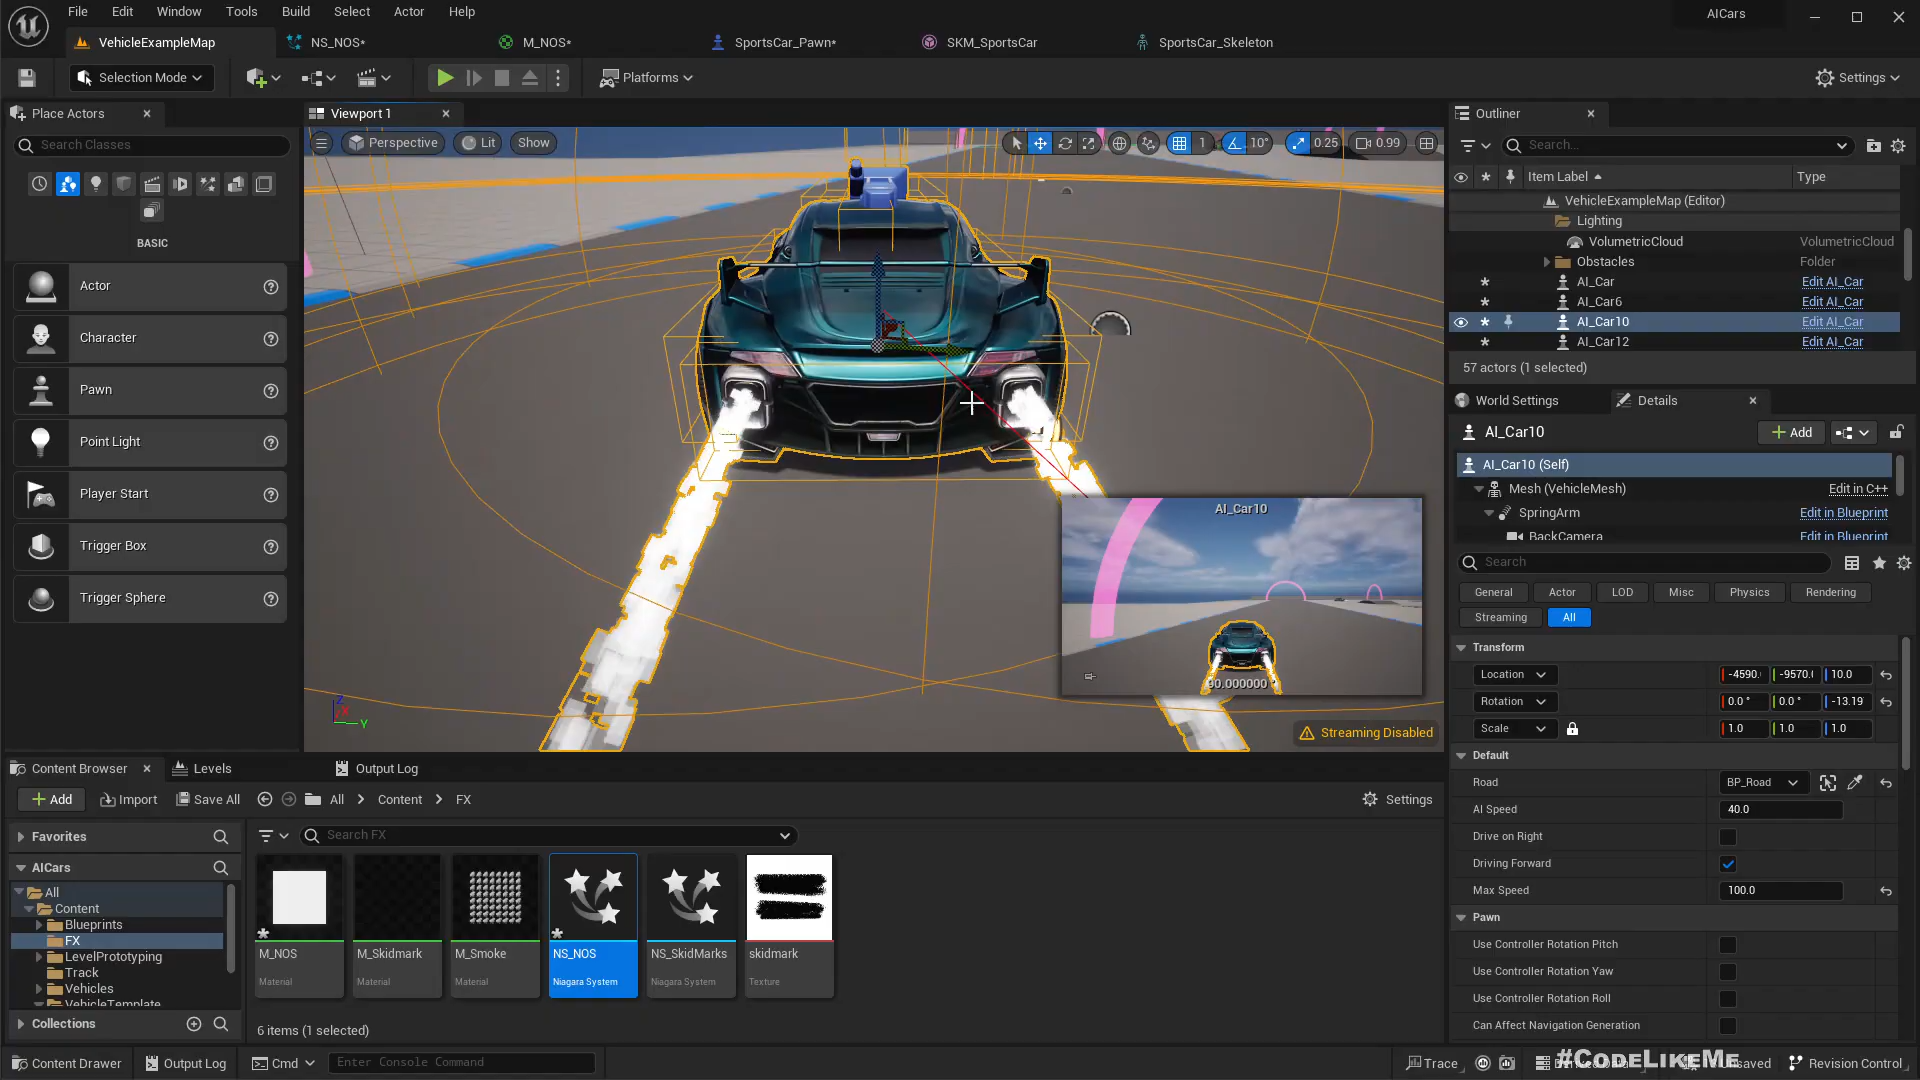 File Edit Window Tools Build Select Actor Help
AICars
VehicleExampleMap NS_NOS* M_NOS* SportsCar_Pawn* SKM_SportsCar SportsCar_Skeleton
Selection Mode Platforms Settings
Place Actors
Search Classes
BASIC
Actor
Character
Pawn
Point Light
Player Start
Trigger Box
Trigger Sphere
Viewport 1
Perspective Lit Show 1 10° 0.25 0.99
AI_Car10
90.000000
Streaming Disabled
X Y Z
Outliner
Search...
Item Label Type
VehicleExampleMap (Editor)
Lighting
VolumetricCloud VolumetricCloud
Obstacles Folder
AI_Car Edit AI_Car
AI_Car6 Edit AI_Car
AI_Car10 Edit AI_Car
AI_Car12 Edit AI_Car
57 actors (1 selected)
World Settings Details
AI_Car10 Add
AI_Car10 (Self)
Mesh (VehicleMesh) Edit in C++
SpringArm Edit in Blueprint
BackCamera Edit in Blueprint
Search
General Actor LOD Misc Physics Rendering
Streaming All
Transform
Location -4590. -9570.( 10.0
Rotation 0.0 ° 0.0 ° -13.19
Scale 1.0 1.0 1.0
Default
Road BP_Road
AI Speed 40.0
Drive on Right
Driving Forward
Max Speed 100.0
Pawn
Use Controller Rotation Pitch
Use Controller Rotation Yaw
Use Controller Rotation Roll
Can Affect Navigation Generation
Content Browser Levels Output Log
Add Import Save All All Content FX Settings
Favorites
AICars
All
Content
Blueprints
FX
LevelPrototyping
Track
Vehicles
VehicleTemplate
Collections
Search FX
M_NOS M_Skidmark M_Smoke NS_NOS NS_SkidMarks skidmark
Material Material Material Niagara System Niagara System Texture
6 items (1 selected)
Content Drawer Output Log Cmd Enter Console Command Trace #CodeLikeMe Unsaved Revision Control